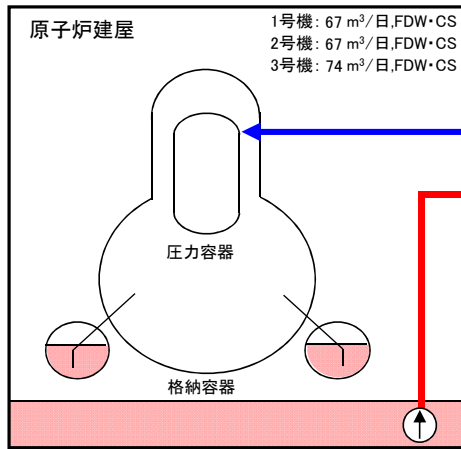 原子炉建屋
1号機: 67 m³/日,FDW・CS
2号機: 67 m³/日,FDW・CS
3号機: 74 m³/日,FDW・CS
圧力容器
格納容器